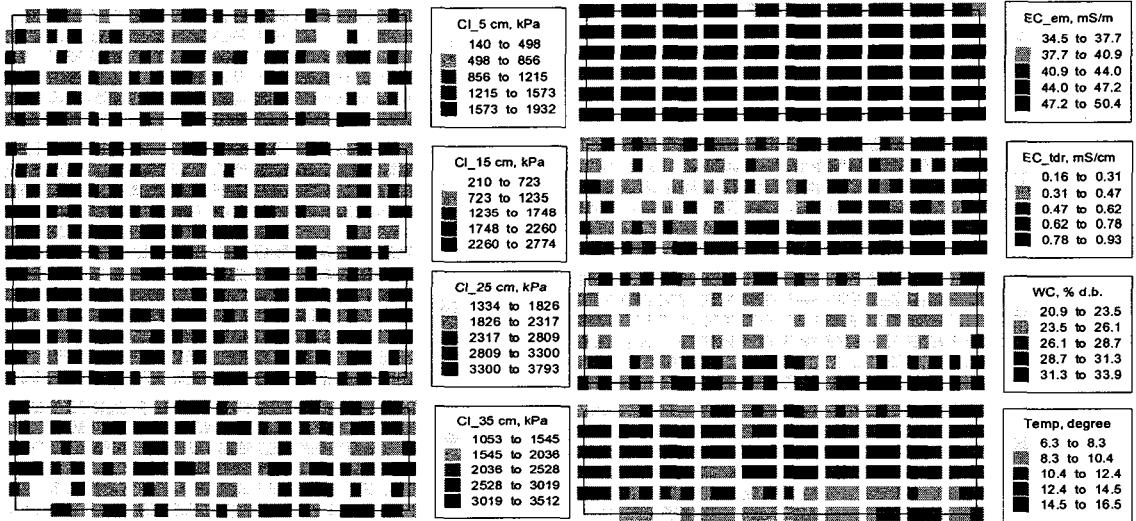 CI_5 cm, kPa
140 to 498
498 to 856
856 to 1215
1215 to 1573
1573 to 1932
CI_15 cm, kPa
210 to 723
723 to 1235
1235 to 1748
1748 to 2260
2260 to 2774
CI_25 cm, kPa
1334 to 1826
1826 to 2317
2317 to 2809
2809 to 3300
3300 to 3793
CI_35 cm, kPa
1053 to 1545
1545 to 2036
2036 to 2528
2528 to 3019
3019 to 3512
EC_em, mS/m
34.5 to 37.7
37.7 to 40.9
40.9 to 44.0
44.0 to 47.2
47.2 to 50.4
EC_tdr, mS/cm
0.16 to 0.31
0.31 to 0.47
0.47 to 0.62
0.62 to 0.78
0.78 to 0.93
WC, % d.b.
20.9 to 23.5
23.5 to 26.1
26.1 to 28.7
28.7 to 31.3
31.3 to 33.9
Temp, degree
6.3 to 8.3
8.3 to 10.4
10.4 to 12.4
12.4 to 14.5
14.5 to 16.5